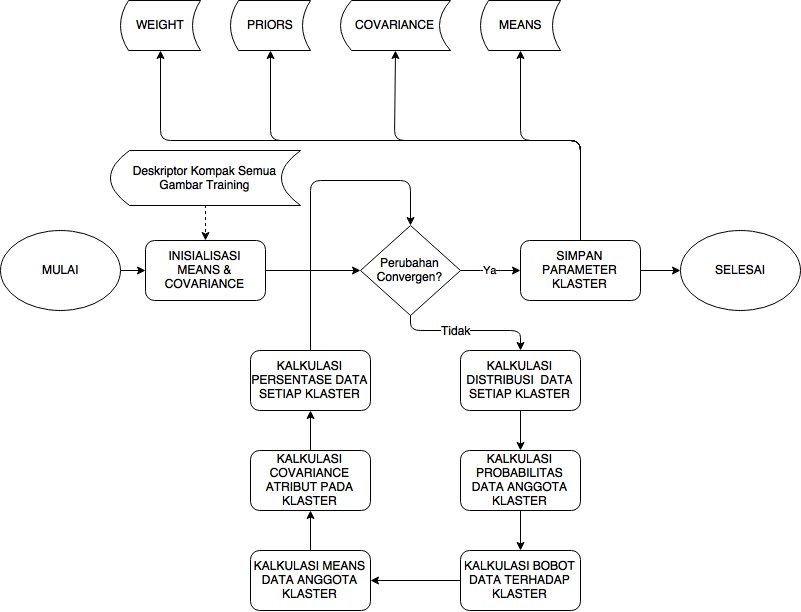 WEIGHT
PRIORS
COVARIANCE
MEANS
Deskriptor Kompak Semua
Gambar Training
MULAI
INISIALISASI
MEANS &
COVARIANCE
Perubahan
Convergen?
Ya
SIMPAN
PARAMETER
KLASTER
SELESAI
Tidak
KALKULASI
PERSENTASE DATA
SETIAP KLASTER
KALKULASI
DISTRIBUSI DATA
SETIAP KLASTER
KALKULASI
COVARIANCE
ATRIBUT PADA
KLASTER
KALKULASI
PROBABILITAS
DATA ANGGOTA
KLASTER
KALKULASI MEANS
DATA ANGGOTA
KLASTER
KALKULASI BOBOT
DATA TERHADAP
KLASTER